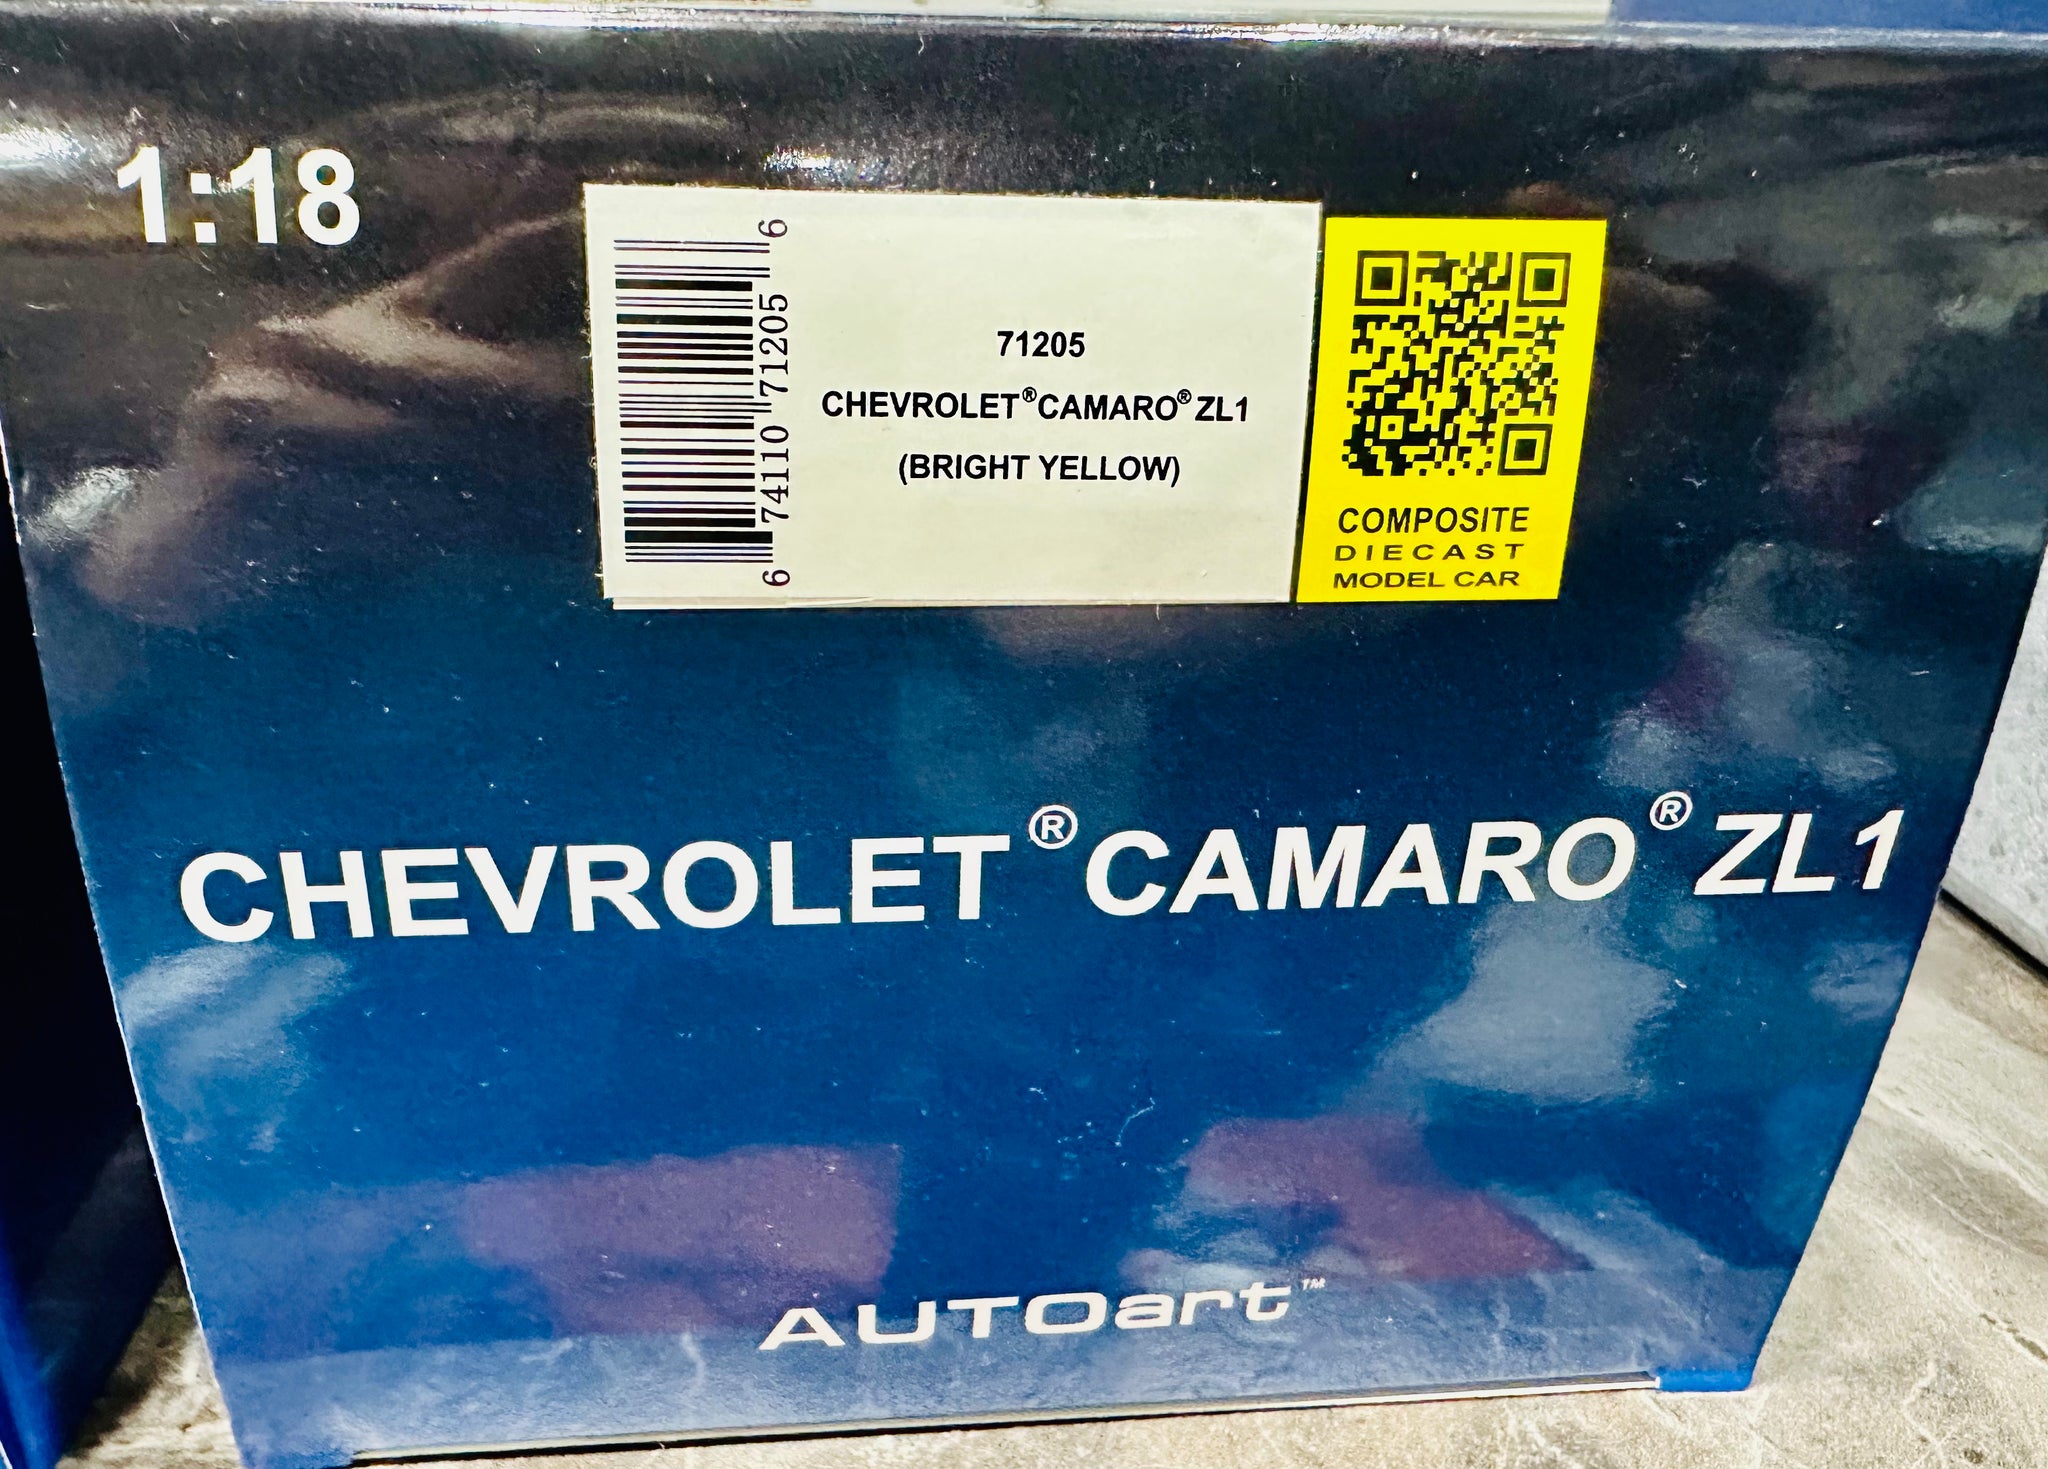 1:18
6 74110 71205 6
71205
CHEVROLET® CAMARO® ZL1
(BRIGHT YELLOW)
COMPOSITE
DIECAST
MODEL CAR
CHEVROLET® CAMARO® ZL1
AUTOart™